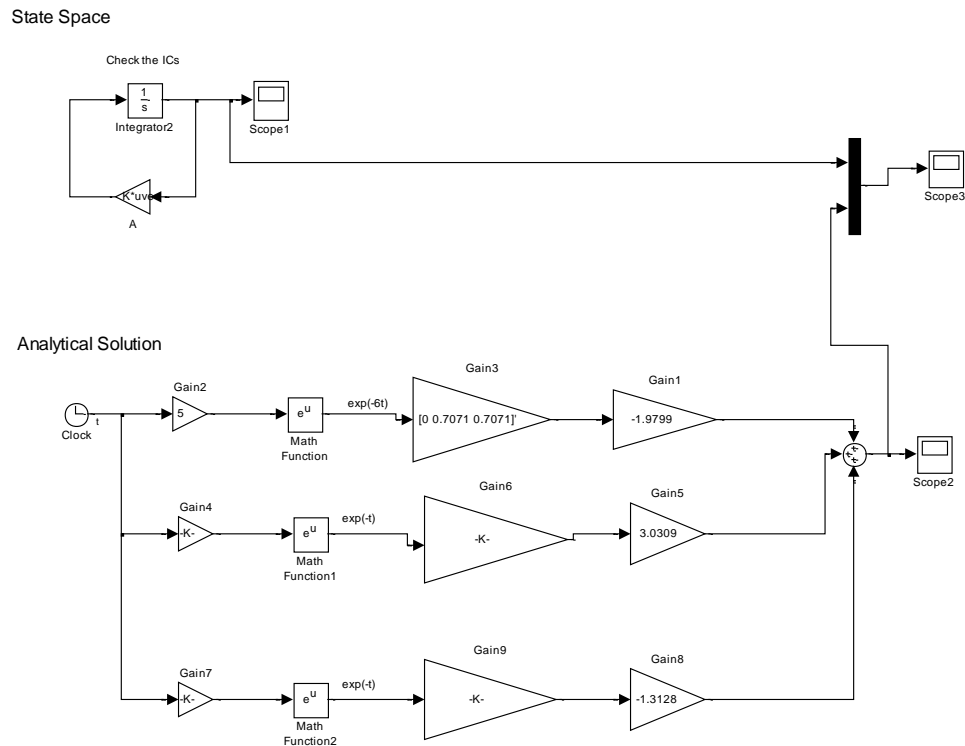 State Space
Check the ICs
1
s
Integrator2
Scope1
K*uve
A
Scope3
Analytical Solution
Gain3
Gain2
Gain1
5
exp(-6t)
[0 0.7071 0.7071]'
-1.9799
t
Clock
e^u
Math
Function
Scope2
Gain6
Gain5
Gain4
exp(-t)
-K-
e^u
-K-
3.0309
Math
Function1
Gain9
Gain8
Gain7
exp(-t)
-K-
e^u
-K-
-1.3128
Math
Function2